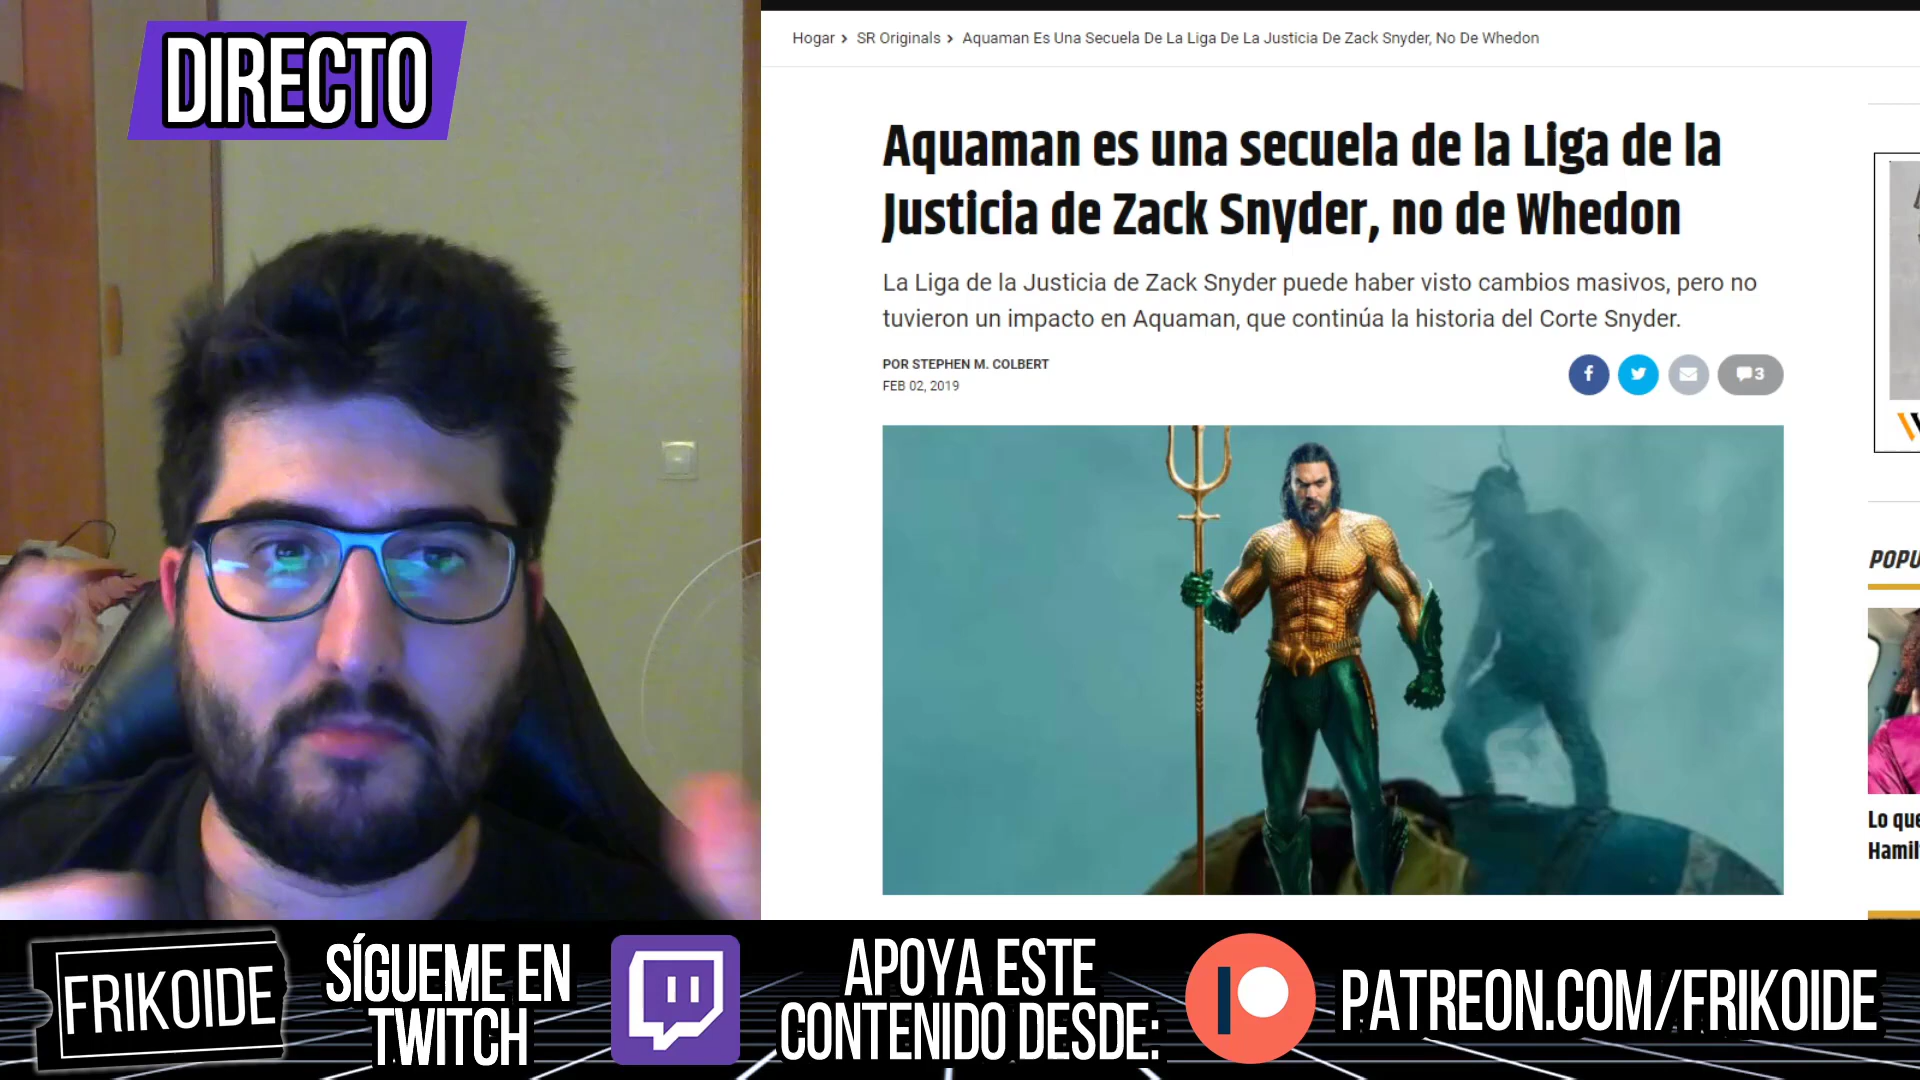 DIRECTO
Hogar > SR Originals > Aquaman Es Una Secuela De La Liga De La Justicia De Zack Snyder, No De Whedon
Aquaman es una secuela de la Liga de la
Justicia de Zack Snyder, no de Whedon
La Liga de la Justicia de Zack Snyder puede haber visto cambios masivos, pero no
tuvieron un impacto en Aquaman, que continúa la historia del Corte Snyder.
POR STEPHEN M. COLBERT
FEB 02, 2019
3
POPU
Lo que
Hamil
FRIKOIDE
SÍGUEME EN
TWITCH
APOYA ESTE
CONTENIDO DESDE:
PATREON.COM/FRIKOIDE